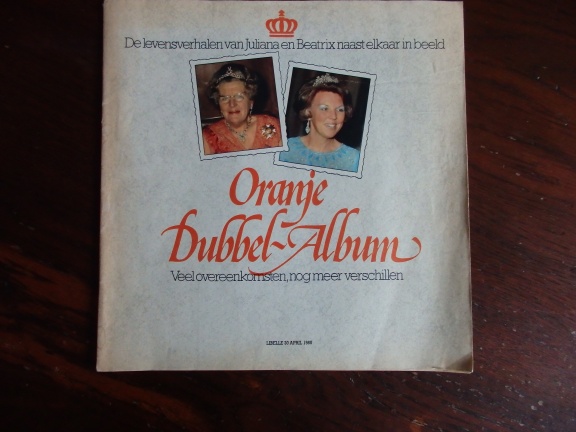 De levensverhalen van Juliana en Beatrix naast elkaar in beeld
Oranje
Dubbel-Album
Veel overeenkomsten, nog meer verschillen
LIBELLE 30 APRIL 1980